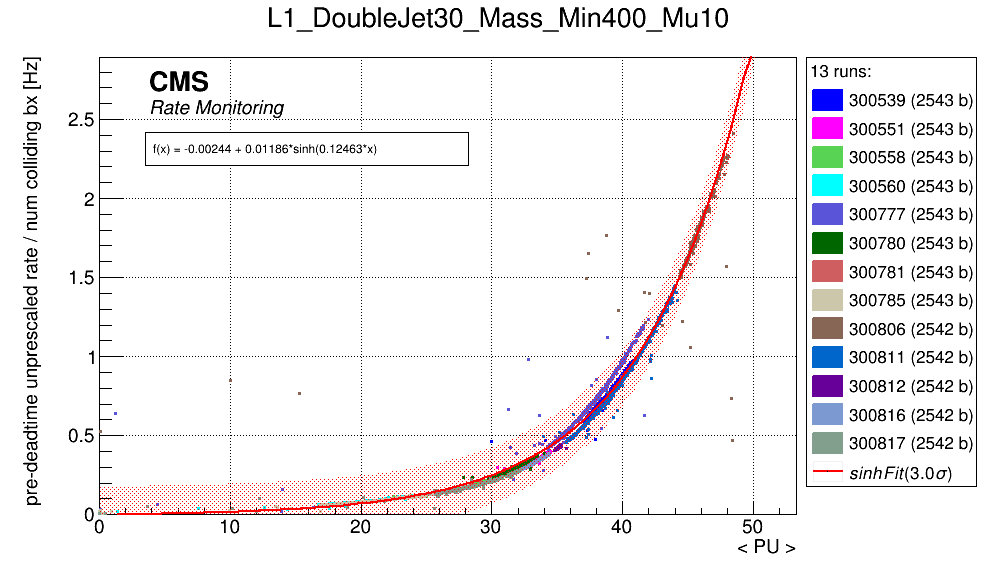 L1_DoubleJet30_Mass_Min400_Mu10
pre-deadtime unprescaled rate / num colliding bx [Hz]
CMS
Rate Monitoring
f(x) = -0.00244 + 0.01186*sinh(0.12463*x)
2.5
2
1.5
1
0.5
0
0 10 20 30 40 50
< PU >
13 runs:
300539 (2543 b)
300551 (2543 b)
300558 (2543 b)
300560 (2543 b)
300777 (2543 b)
300780 (2543 b)
300781 (2543 b)
300785 (2543 b)
300806 (2542 b)
300811 (2542 b)
300812 (2542 b)
300816 (2542 b)
300817 (2542 b)
sinhFit(3.0σ)